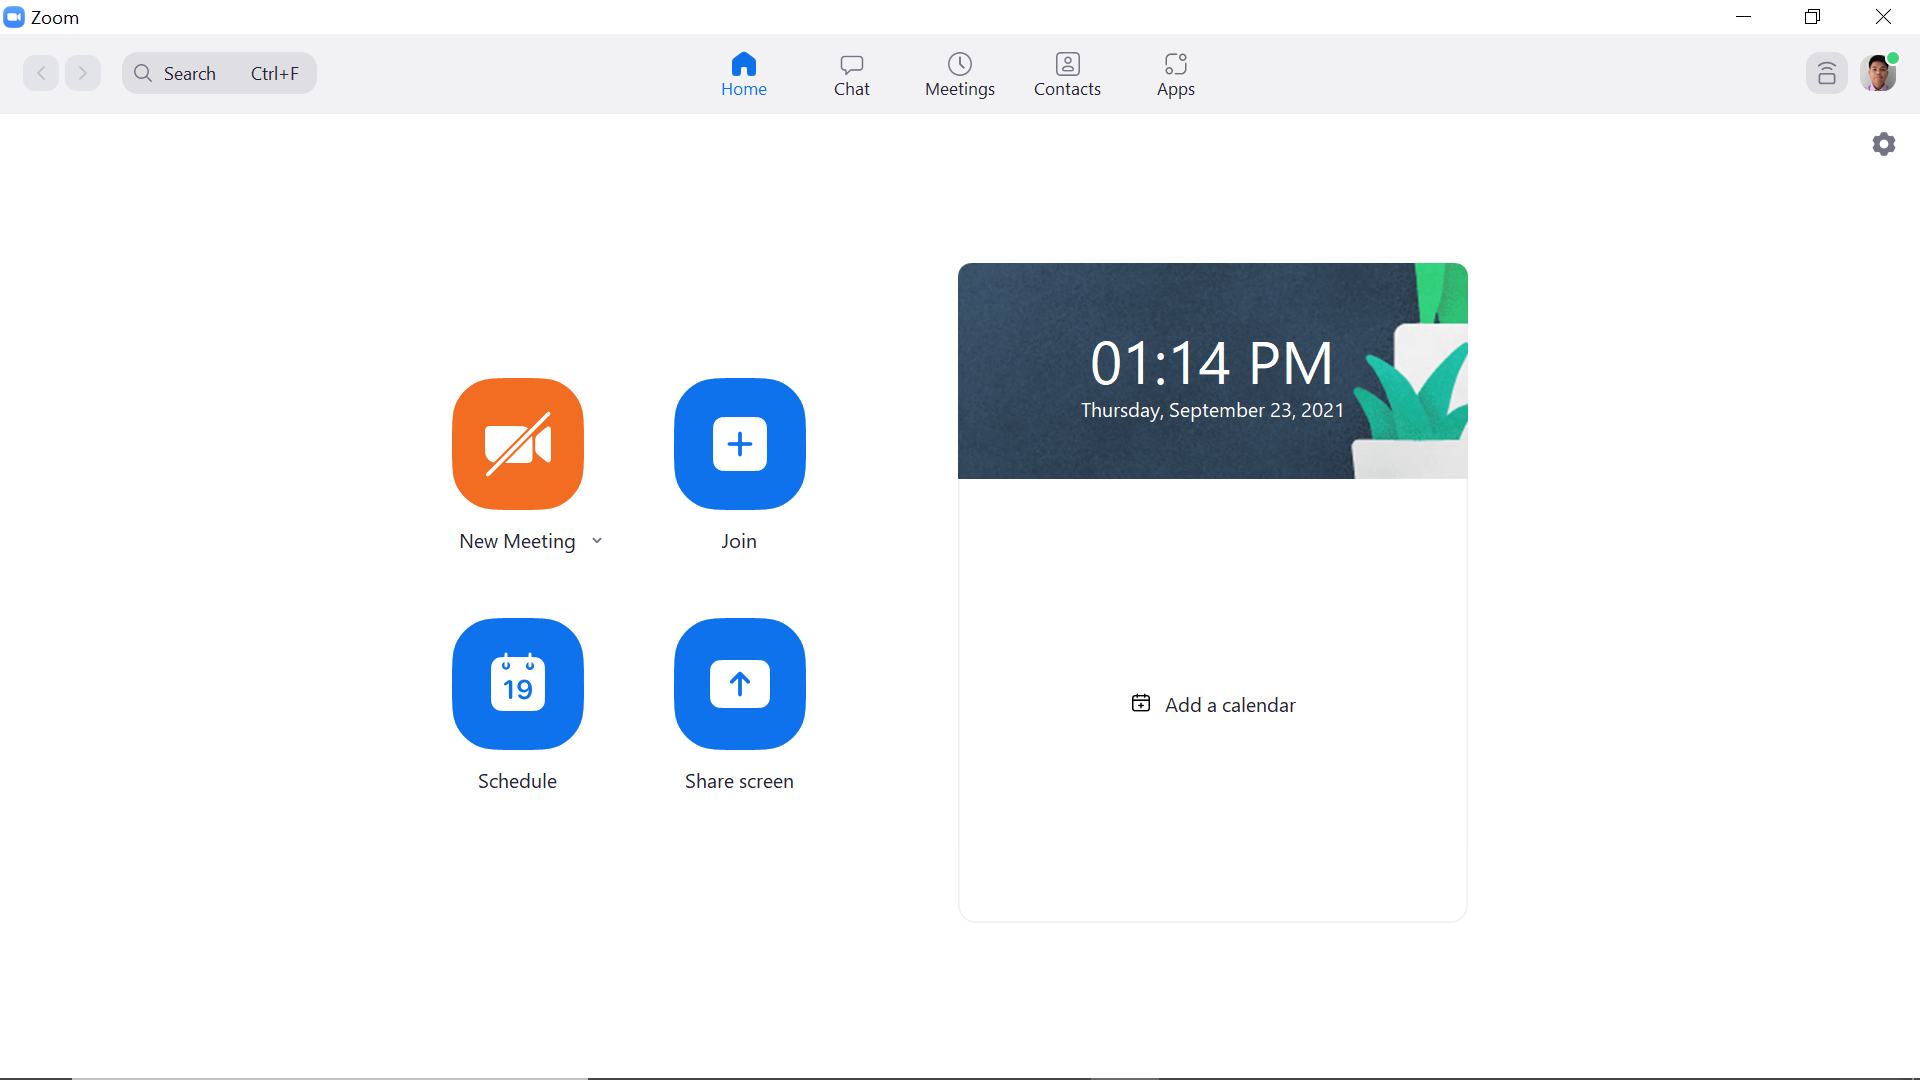 Zoom
Search Ctrl+F
Home
Chat
Meetings
Contacts
Apps
01:14 PM
Thursday, September 23, 2021
New Meeting
Join
19
Schedule
Share screen
Add a calendar